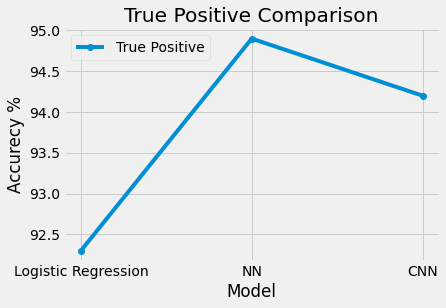 True Positive Comparison
True Positive
Accurecy %
95.0
94.5
94.0
93.5
93.0
92.5
Logistic Regression NN CNN
Model